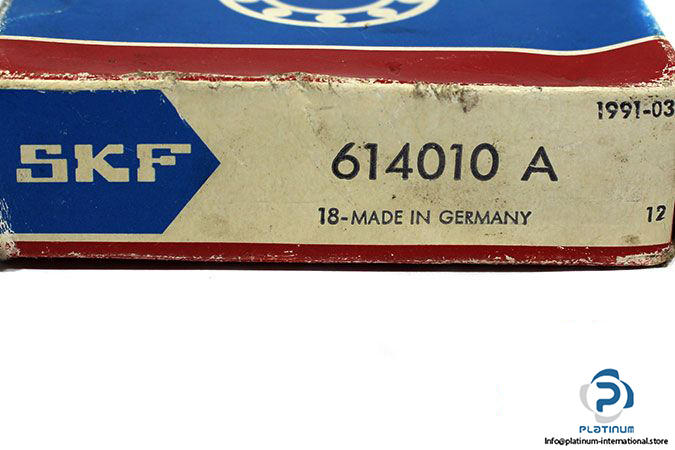 1991-03
SKF
614010 A
18-MADE IN GERMANY
12
PLATINUM
Info@platinum-international.store